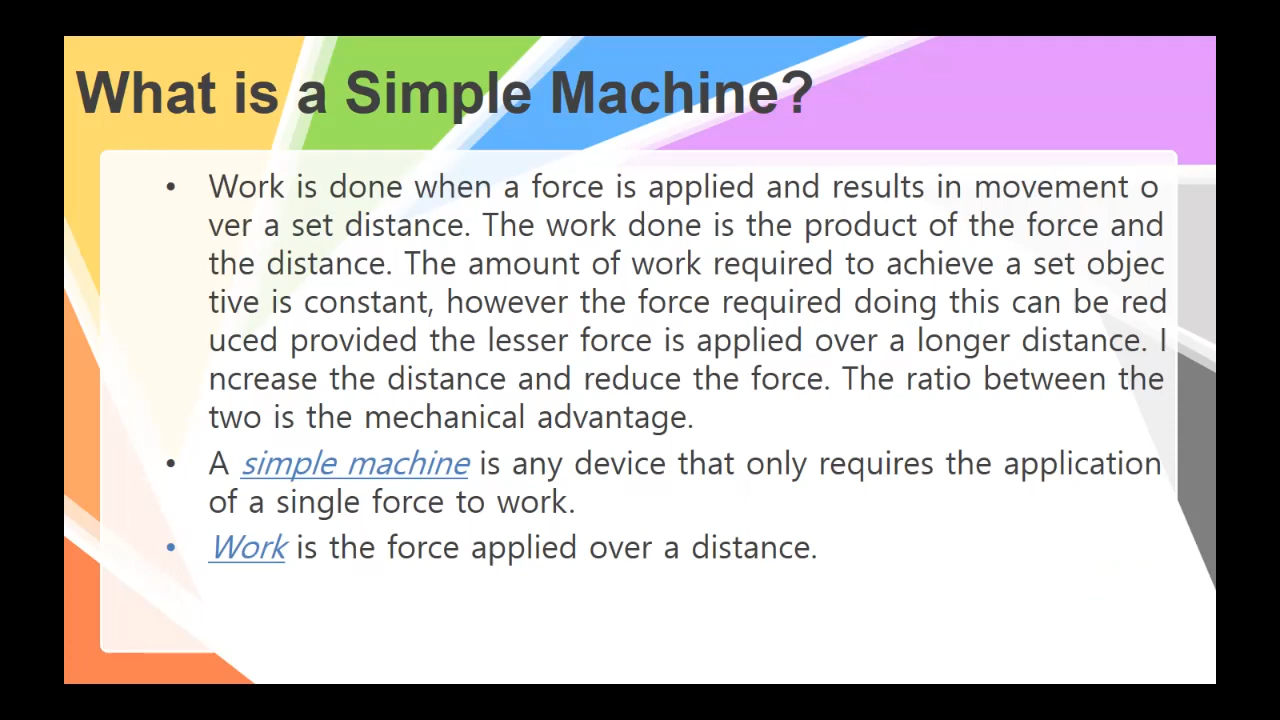 What is a Simple Machine?
• Work is done when a force is applied and results in movement o
ver a set distance. The work done is the product of the force and
the distance. The amount of work required to achieve a set objec
tive is constant, however the force required doing this can be red
uced provided the lesser force is applied over a longer distance. I
ncrease the distance and reduce the force. The ratio between the
two is the mechanical advantage.
• A simple machine is any device that only requires the application
of a single force to work.
• Work is the force applied over a distance.